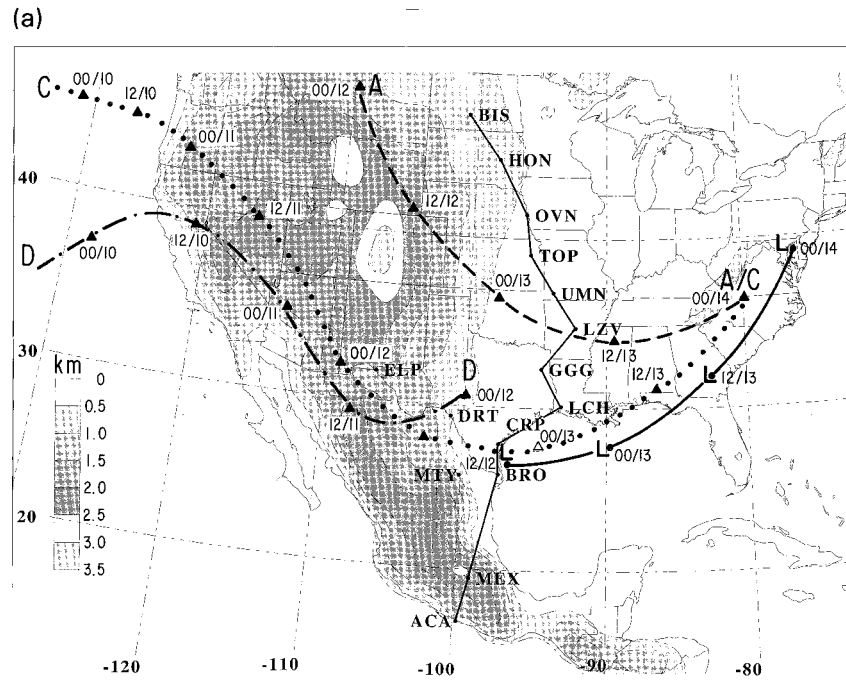 (a)
C 00/10 12/10 00/12 A
BIS
00/11
HON
40
12/11 12/12
OVN
D 00/10 12/10
TOP
L 00/14
00/13 UMN 00/14 A/C
00/11
LZV
12/13
30
km
0
0.5
1.0
1.5
2.0
2.5
3.0
3.5
00/12 ELP D 00/12
GGG
12/13 L 12/13
12/11 DRT LCH
CRP 00/13
12/12 L L 00/13
MTY BRO
20
MEX
ACA
-120 -110 -100 -90 -80